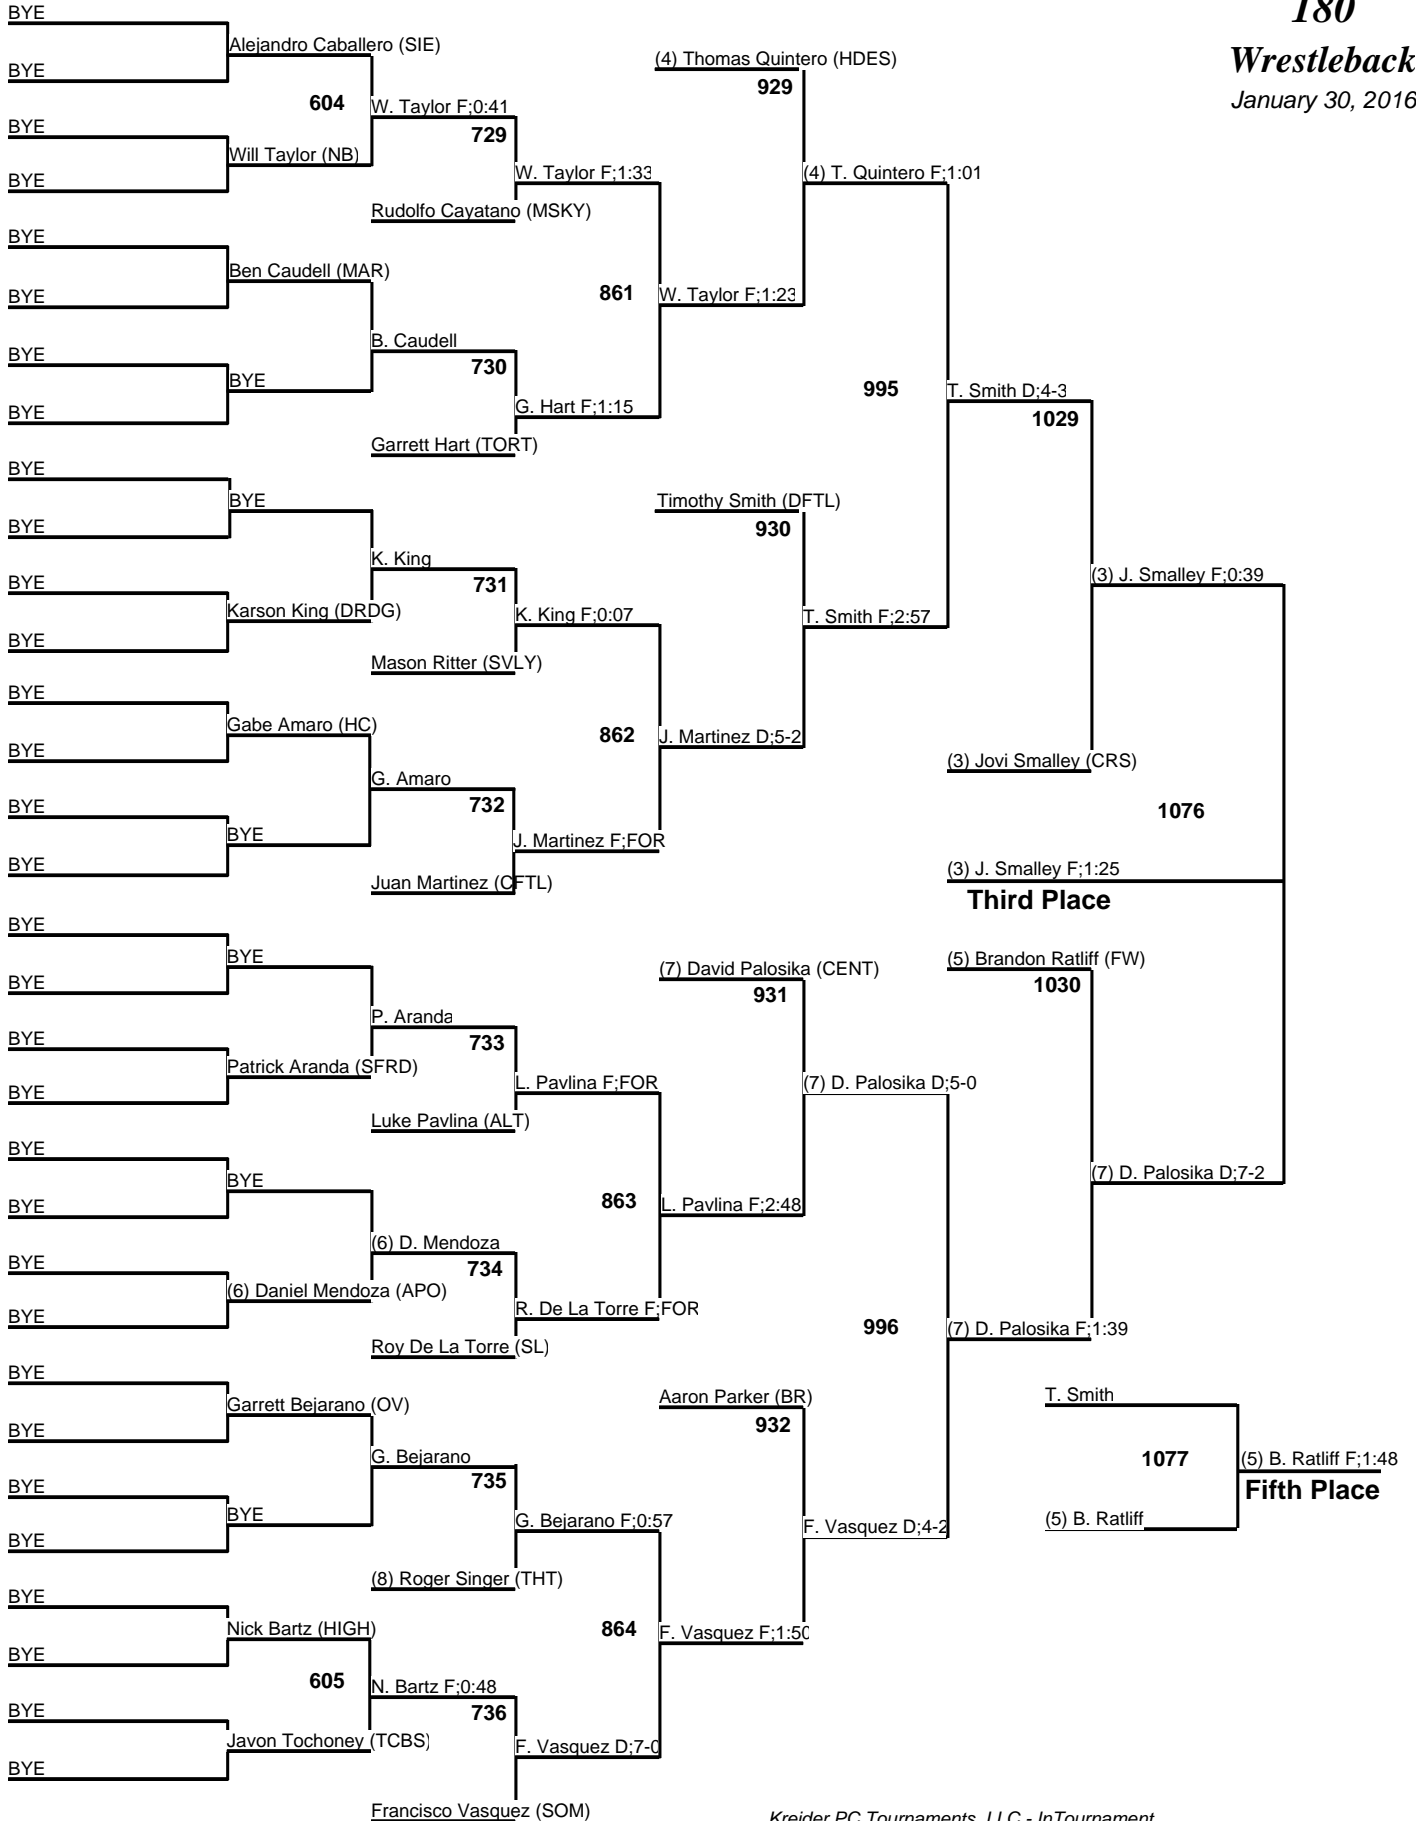 180
Wrestleback
January 30, 2016
BYE
Alejandro Caballero (SIE)
BYE
604
W. Taylor F;0:41
BYE
729
Will Taylor (NB)
BYE
W. Taylor F;1:33
Rudolfo Cayatano (MSKY)
BYE
Ben Caudell (MAR)
BYE
861
W. Taylor F;1:23
B. Caudell
BYE
730
BYE
G. Hart F;1:15
BYE
Garrett Hart (TORT)
(4) Thomas Quintero (HDES)
929
(4) T. Quintero F;1:01
995
T. Smith D;4-3
1029
BYE
BYE
BYE
K. King
731
BYE
Karson King (DRDG)
K. King F;0:07
BYE
Mason Ritter (SVLY)
BYE
Gabe Amaro (HC)
862
J. Martinez D;5-2
BYE
G. Amaro
732
BYE
BYE
J. Martinez F;FOR
BYE
Juan Martinez (CFTL)
Timothy Smith (DFTL)
930
T. Smith F;2:57
(3) J. Smalley F;0:39
(3) Jovi Smalley (CRS)
1076
(3) J. Smalley F;1:25
Third Place
BYE
BYE
BYE
P. Aranda
733
BYE
Patrick Aranda (SFRD)
L. Pavlina F;FOR
BYE
Luke Pavlina (ALT)
BYE
BYE
BYE
863
L. Pavlina F;2:48
(6) D. Mendoza
734
BYE
(6) Daniel Mendoza (APO)
R. De La Torre F;FOR
BYE
Roy De La Torre (SL)
(7) David Palosika (CENT)
931
(7) D. Palosika D;5-0
(5) Brandon Ratliff (FW)
1030
(7) D. Palosika D;7-2
996
(7) D. Palosika F;1:39
BYE
Garrett Bejarano (OV)
BYE
G. Bejarano
735
BYE
BYE
G. Bejarano F;0:57
BYE
(8) Roger Singer (THT)
BYE
Nick Bartz (HIGH)
864
F. Vasquez F;1:50
BYE
605
N. Bartz F;0:48
BYE
736
Javon Tochoney (TCBS)
F. Vasquez D;7-0
BYE
Francisco Vasquez (SOM)
Aaron Parker (BR)
932
F. Vasquez D;4-2
T. Smith
1077
(5) B. Ratliff F;1:48
Fifth Place
(5) B. Ratliff
Kreider PC Tournaments, LLC - InTournament